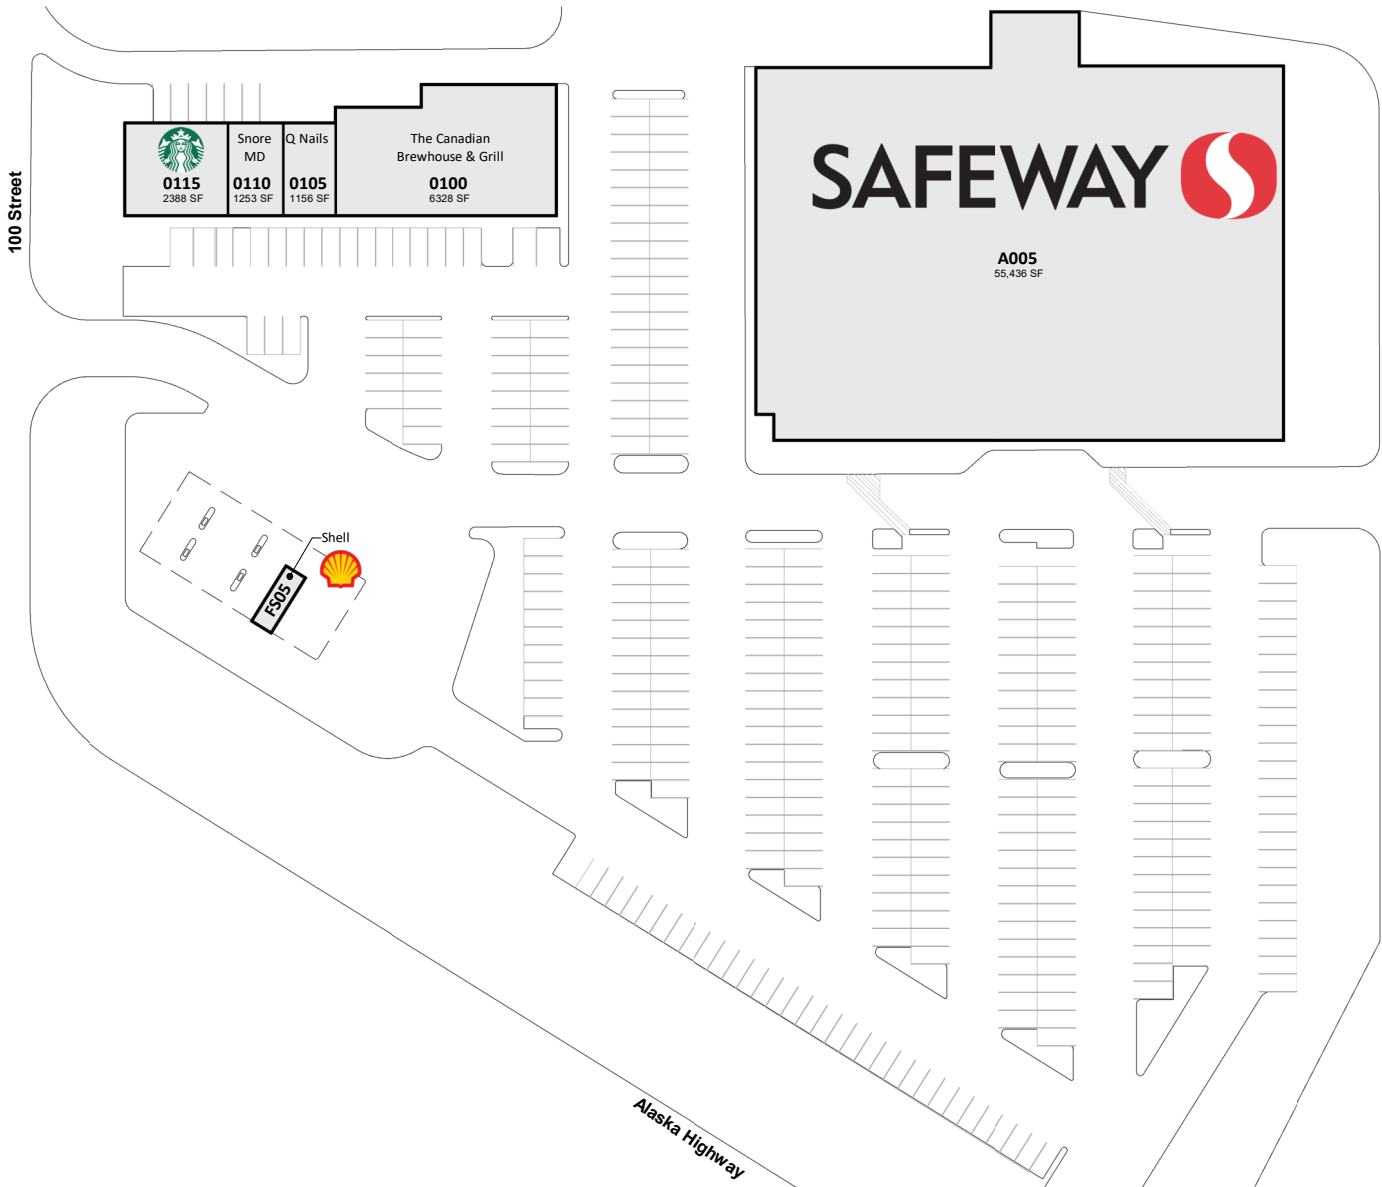 100 Street
0115
2388 SF
Snore
MD
0110
1253 SF
Q Nails
0105
1156 SF
The Canadian
Brewhouse & Grill
0100
6328 SF
SAFEWAY
A005
55,436 SF
Shell
FS05
Alaska Highway